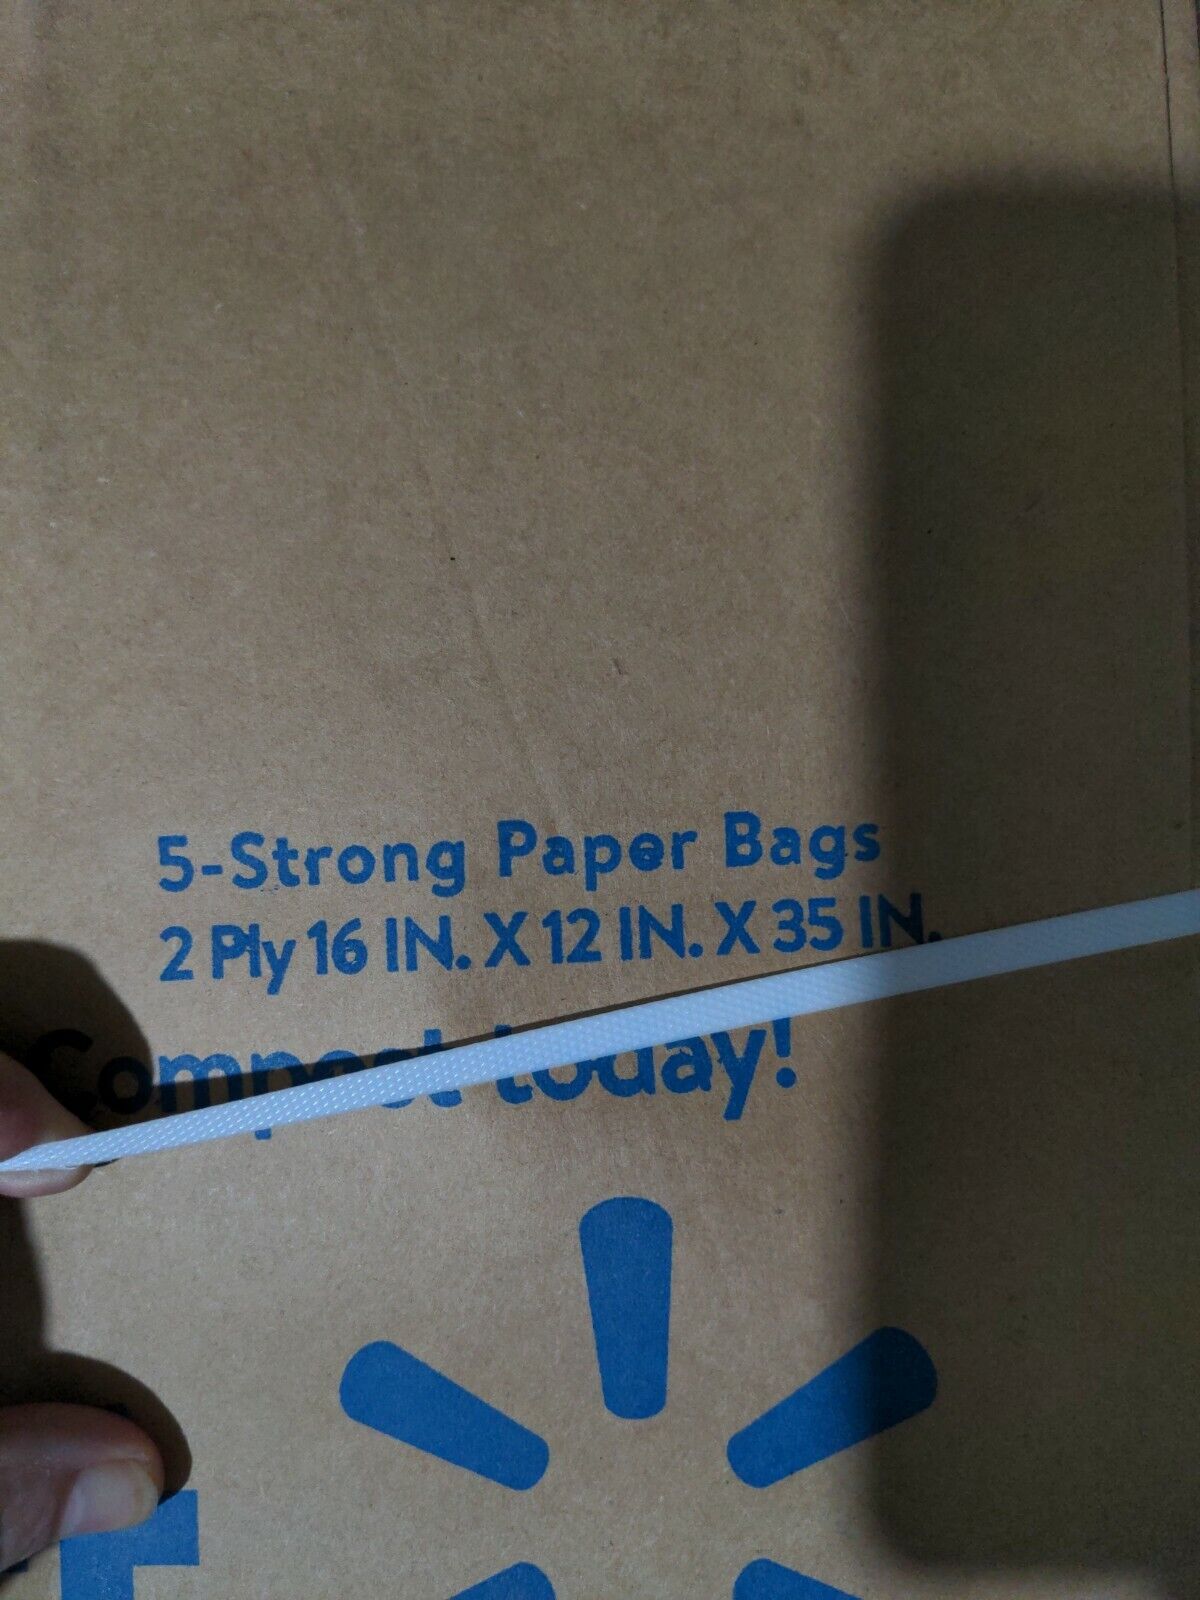 5-Strong Paper Bags
2 Ply 16 IN. X 12 IN. X 35 IN.
Compost today!